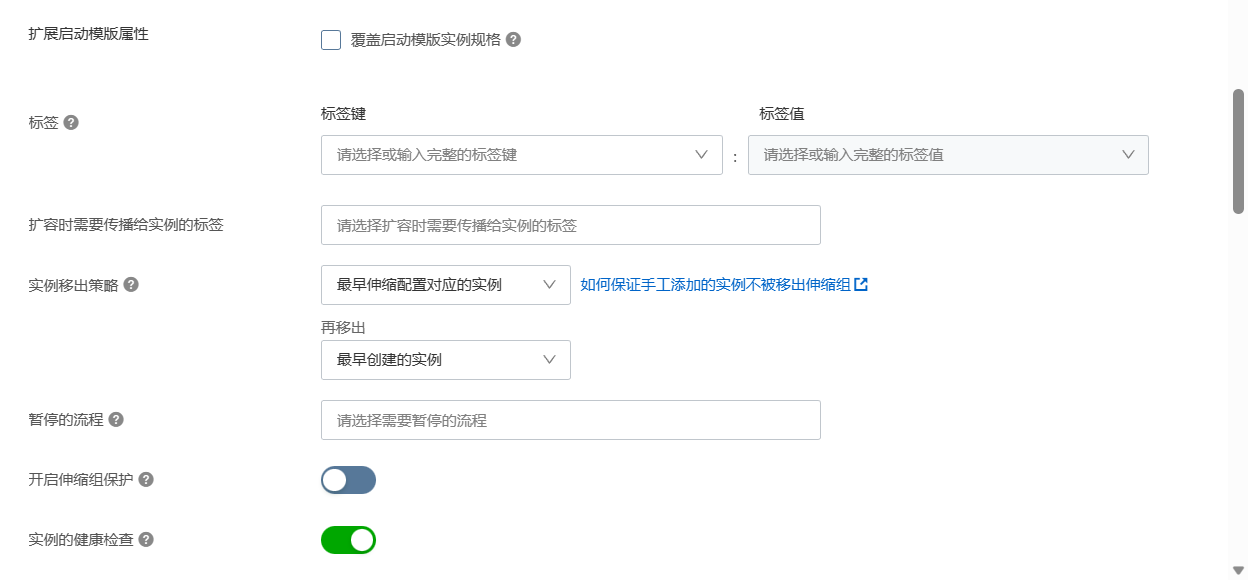 扩展启动模版属性
覆盖启动模版实例规格
标签
标签键
标签值
请选择或输入完整的标签键
:
请选择或输入完整的标签值
扩容时需要传播给实例的标签
请选择扩容时需要传播给实例的标签
实例移出策略
最早伸缩配置对应的实例
如何保证手工添加的实例不被移出伸缩组
再移出
最早创建的实例
暂停的流程
请选择需要暂停的流程
开启伸缩组保护
实例的健康检查